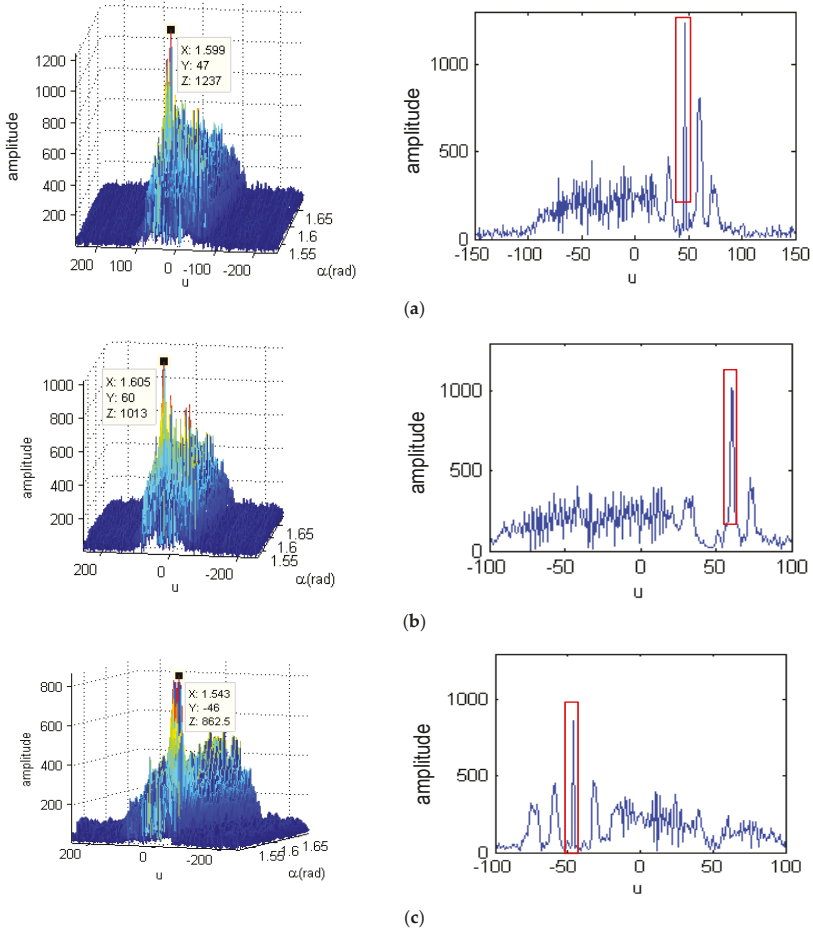 X: 1.599
Y: 47
Z: 1237
1200
1000
800
600
400
200
amplitude
200
100
0
-100
-200
u
1.65
1.6
1.55
α(rad)
1000
500
0
amplitude
-150
-100
-50
0
50
100
150
u
(a)
X: 1.605
Y: 60
Z: 1013
1000
800
600
400
200
amplitude
200
0
-200
u
1.65
1.6
1.55
α(rad)
1000
500
0
amplitude
-100
-50
0
50
100
u
(b)
X: 1.543
Y: -46
Z: 862.5
800
600
400
200
amplitude
200
0
-200
u
1.65
1.6
1.55
α(rad)
1000
500
0
amplitude
-100
-50
0
50
100
u
(c)